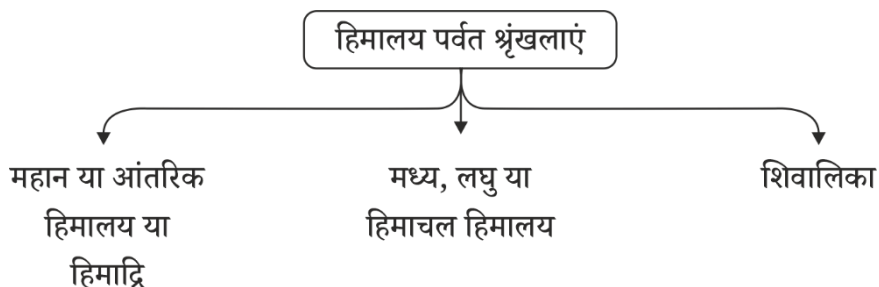 हिमालय पर्वत श्रृंखलाएं
महान या आंतरिक
हिमालय या
हिमाद्रि
मध्य, लघु या
हिमाचल हिमालय
शिवालिका